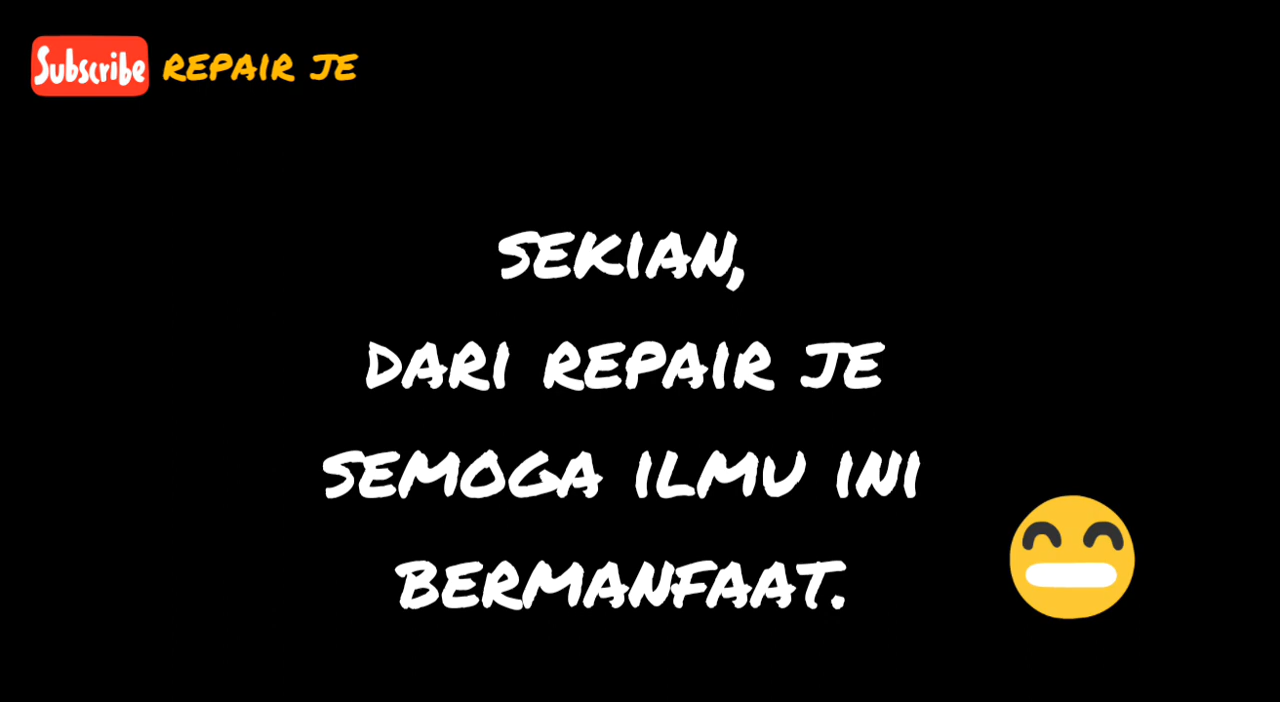 Subscribe REPAIR JE
SEKIAN,
DARI REPAIR JE
SEMOGA ILMU INI
BERMANFAAT.